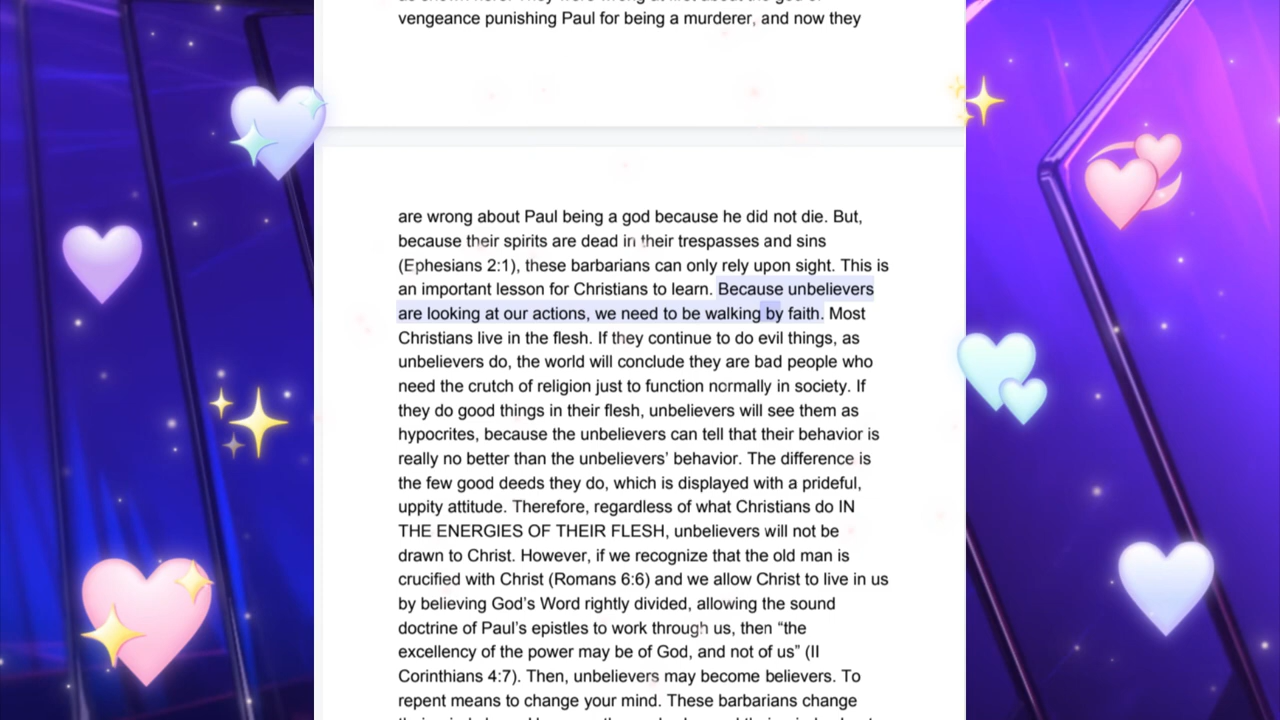 vengeance punishing Paul for being a murderer, and now they
are wrong about Paul being a god because he did not die. But,
because their spirits are dead in their trespasses and sins
(Ephesians 2:1), these barbarians can only rely upon sight. This is
an important lesson for Christians to learn. Because unbelievers
are looking at our actions, we need to be walking by faith. Most
Christians live in the flesh. If they continue to do evil things, as
unbelievers do, the world will conclude they are bad people who
need the crutch of religion just to function normally in society. If
they do good things in their flesh, unbelievers will see them as
hypocrites, because the unbelievers can tell that their behavior is
really no better than the unbelievers’ behavior. The difference is
the few good deeds they do, which is displayed with a prideful,
uppity attitude. Therefore, regardless of what Christians do IN
THE ENERGIES OF THEIR FLESH, unbelievers will not be
drawn to Christ. However, if we recognize that the old man is
crucified with Christ (Romans 6:6) and we allow Christ to live in us
by believing God’s Word rightly divided, allowing the sound
doctrine of Paul’s epistles to work through us, then “the
excellency of the power may be of God, and not of us” (II
Corinthians 4:7). Then, unbelievers may become believers. To
repent means to change your mind. These barbarians change